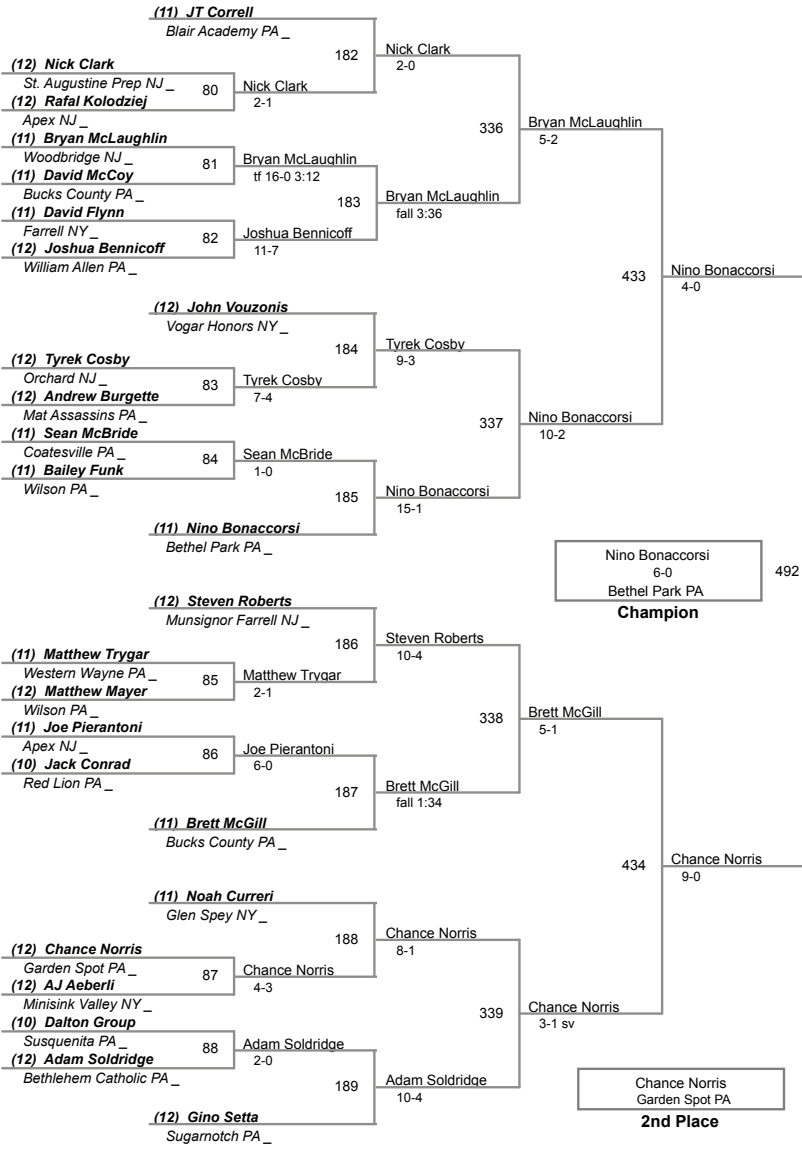 (11) JT Correll
Blair Academy PA _
182
Nick Clark
2-0
(12) Nick Clark
St. Augustine Prep NJ _
80
Nick Clark
2-1
(12) Rafal Kolodziej
Apex NJ _
336
Bryan McLaughlin
5-2
(11) Bryan McLaughlin
Woodbridge NJ _
81
Bryan McLaughlin
tf 16-0 3:12
(11) David McCoy
Bucks County PA _
183
Bryan McLaughlin
fall 3:36
(11) David Flynn
Farrell NY _
82
Joshua Bennicoff
11-7
(12) Joshua Bennicoff
William Allen PA _
433
Nino Bonaccorsi
4-0
(12) John Vouzonis
Vogar Honors NY _
184
Tyrek Cosby
9-3
(12) Tyrek Cosby
Orchard NJ _
83
Tyrek Cosby
7-4
(12) Andrew Burgette
Mat Assassins PA _
337
Nino Bonaccorsi
10-2
(11) Sean McBride
Coatesville PA _
84
Sean McBride
1-0
(11) Bailey Funk
Wilson PA _
185
Nino Bonaccorsi
15-1
(11) Nino Bonaccorsi
Bethel Park PA _
Nino Bonaccorsi
6-0
Bethel Park PA
492
Champion
(12) Steven Roberts
Munsignor Farrell NJ _
186
Steven Roberts
10-4
(11) Matthew Trygar
Western Wayne PA _
85
Matthew Trygar
2-1
(12) Matthew Mayer
Wilson PA _
338
Brett McGill
5-1
(11) Joe Pierantoni
Apex NJ _
86
Joe Pierantoni
6-0
(10) Jack Conrad
Red Lion PA _
187
Brett McGill
fall 1:34
(11) Brett McGill
Bucks County PA _
434
Chance Norris
9-0
(11) Noah Curreri
Glen Spey NY _
188
Chance Norris
8-1
(12) Chance Norris
Garden Spot PA _
87
Chance Norris
4-3
(12) AJ Aeberli
Minisink Valley NY _
339
Chance Norris
3-1 sv
(10) Dalton Group
Susquenita PA _
88
Adam Soldridge
2-0
(12) Adam Soldridge
Bethlehem Catholic PA _
189
Adam Soldridge
10-4
(12) Gino Setta
Sugarnotch PA _
Chance Norris
Garden Spot PA
2nd Place